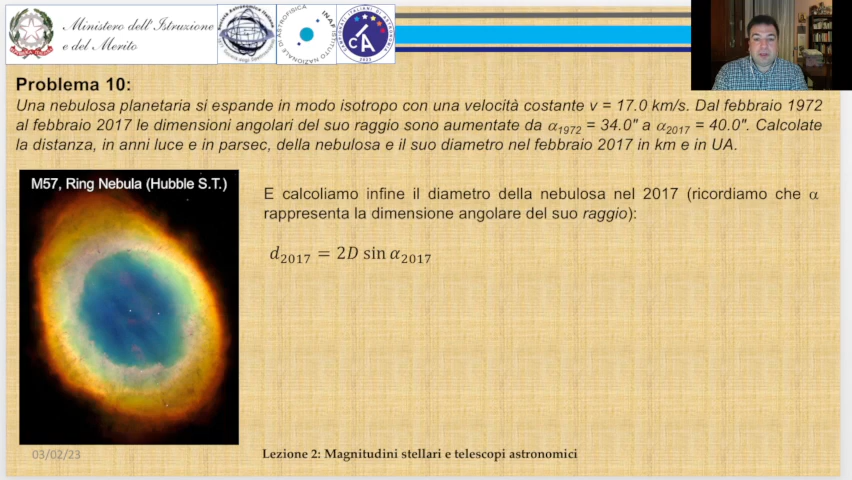 Ministero dell'Istruzione
e del Merito
Problema 10:
Una nebulosa planetaria si espande in modo isotropo con una velocità costante v = 17.0 km/s. Dal febbraio 1972
al febbraio 2017 le dimensioni angolari del suo raggio sono aumentate da α1972 = 34.0" a α2017 = 40.0". Calcolate
la distanza, in anni luce e in parsec, della nebulosa e il suo diametro nel febbraio 2017 in km e in UA.
M57, Ring Nebula (Hubble S.T.)
E calcoliamo infine il diametro della nebulosa nel 2017 (ricordiamo che α
rappresenta la dimensione angolare del suo raggio):
d2017 = 2D sin α2017
03/02/23
Lezione 2: Magnitudini stellari e telescopi astronomici